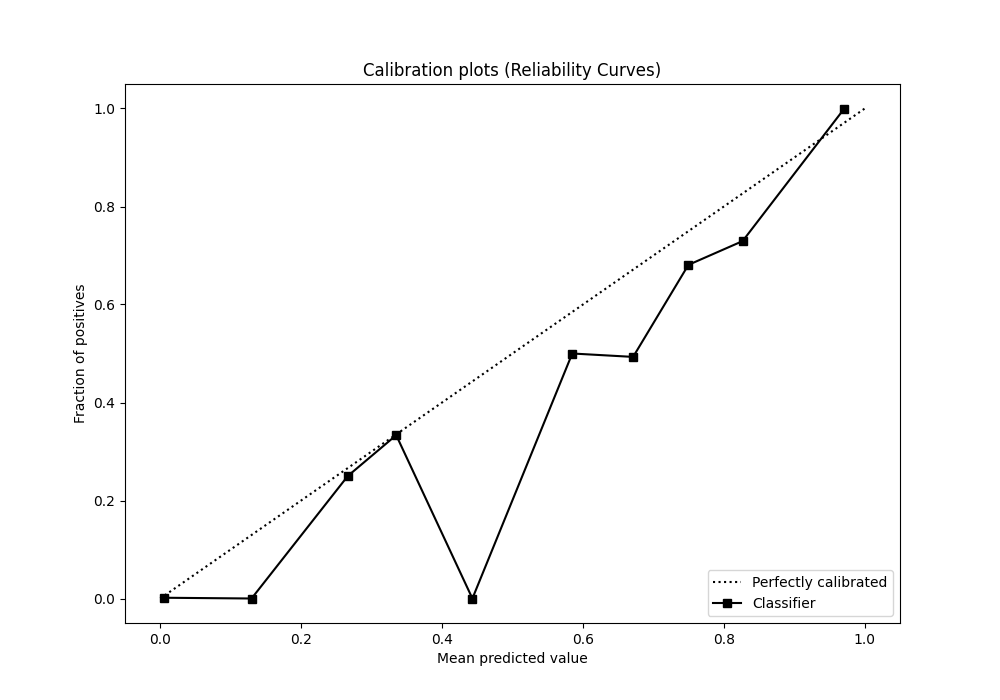 Calibration plots (Reliability Curves)
1.0
0.8
0.6
0.4
0.2
0.0
Fraction of positives
0.0 0.2 0.4 0.6 0.8 1.0
Mean predicted value
Perfectly calibrated
Classifier